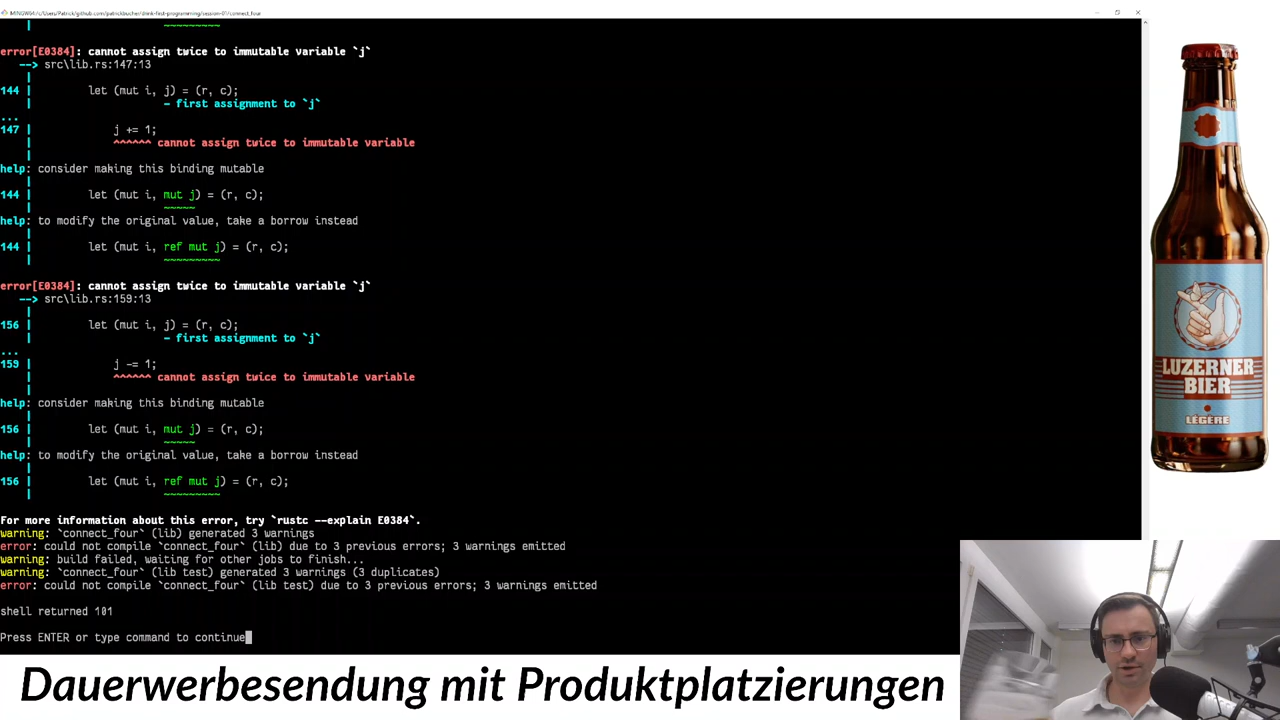 MINGW64:/c/Users/Patrick/github.com/patrickbucher/think-first-programming/session-01/connect_four
~~~~~~~~~
error[E0384]: cannot assign twice to immutable variable `j`
--> src\lib.rs:147:13
|
144 |         let (mut i, j) = (r, c);
|                     - first assignment to `j`
...
147 |             j += 1;
|             ^^^^^^ cannot assign twice to immutable variable
|
help: consider making this binding mutable
|
144 |         let (mut i, mut j) = (r, c);
|                     ~~~~~
help: to modify the original value, take a borrow instead
|
144 |         let (mut i, ref mut j) = (r, c);
|                     ~~~~~~~~~
error[E0384]: cannot assign twice to immutable variable `j`
--> src\lib.rs:159:13
|
156 |         let (mut i, j) = (r, c);
|                     - first assignment to `j`
...
159 |             j -= 1;
|             ^^^^^^ cannot assign twice to immutable variable
|
help: consider making this binding mutable
|
156 |         let (mut i, mut j) = (r, c);
|                     ~~~~~
help: to modify the original value, take a borrow instead
|
156 |         let (mut i, ref mut j) = (r, c);
|                     ~~~~~~~~~
For more information about this error, try `rustc --explain E0384`.
warning: `connect_four` (lib) generated 3 warnings
error: could not compile `connect_four` (lib) due to 3 previous errors; 3 warnings emitted
warning: build failed, waiting for other jobs to finish...
warning: `connect_four` (lib test) generated 3 warnings (3 duplicates)
error: could not compile `connect_four` (lib test) due to 3 previous errors; 3 warnings emitted
shell returned 101
Press ENTER or type command to continue
LUZERNER
BIER
LÉGÈRE
Dauerwerbesendung mit Produktplatzierungen